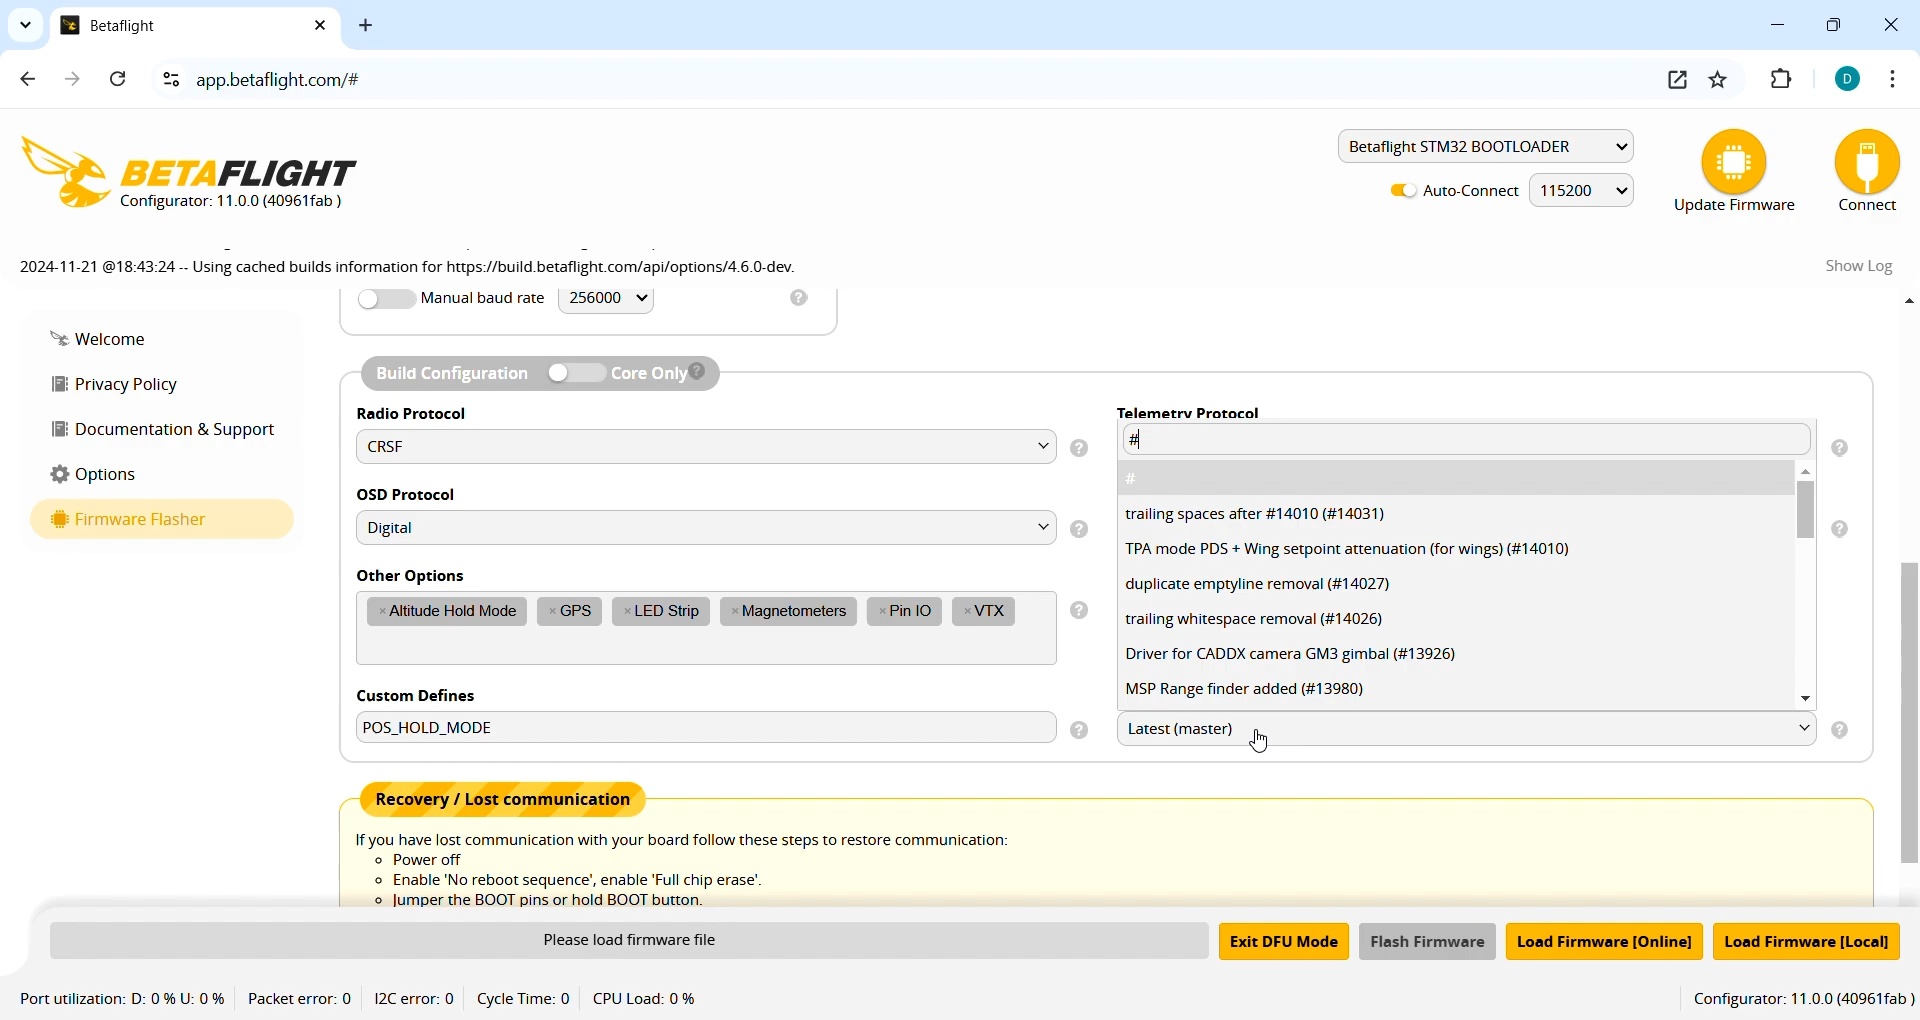 Betaflight
app.betaflight.com/#
D
BETAFLIGHT
Configurator: 11.0.0 (40961fab )
Betaflight STM32 BOOTLOADER
Auto-Connect
115200
Update Firmware
Connect
2024-11-21 @18:43:24 -- Using cached builds information for https://build.betaflight.com/api/options/4.6.0-dev.
Show Log
Welcome
Privacy Policy
Documentation & Support
Options
Firmware Flasher
Manual baud rate
256000
?
Build Configuration
Core Only
?
Radio Protocol
CRSF
?
OSD Protocol
Digital
?
Other Options
× Altitude Hold Mode
× GPS
× LED Strip
× Magnetometers
× Pin IO
× VTX
?
Custom Defines
POS_HOLD_MODE
?
Telemetry Protocol
#
?
#
trailing spaces after #14010 (#14031)
?
TPA mode PDS + Wing setpoint attenuation (for wings) (#14010)
duplicate emptyline removal (#14027)
trailing whitespace removal (#14026)
Driver for CADDX camera GM3 gimbal (#13926)
MSP Range finder added (#13980)
Latest (master)
?
Recovery / Lost communication
If you have lost communication with your board follow these steps to restore communication:
Power off
Enable 'No reboot sequence', enable 'Full chip erase'.
Jumper the BOOT pins or hold BOOT button.
Please load firmware file
Exit DFU Mode
Flash Firmware
Load Firmware [Online]
Load Firmware [Local]
Port utilization: D: 0 % U: 0 %
Packet error: 0
I2C error: 0
Cycle Time: 0
CPU Load: 0 %
Configurator: 11.0.0 (40961fab )